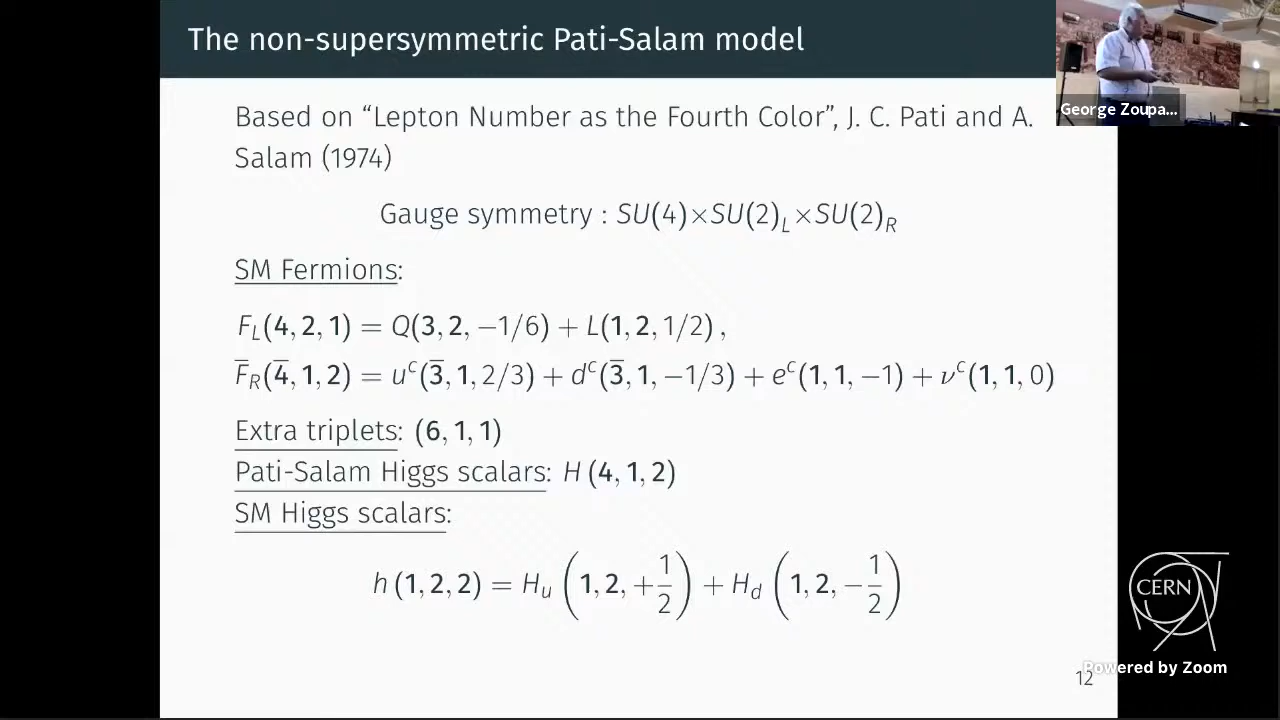 The non-supersymmetric Pati-Salam model
George Zoupa...
Based on “Lepton Number as the Fourth Color”, J. C. Pati and A.
Salam (1974)
Gauge symmetry : SU(4)×SU(2)_L×SU(2)_R
SM Fermions:
F_L(4, 2, 1) = Q(3, 2, −1/6) + L(1, 2, 1/2) ,
F̅_R(4̅, 1, 2) = u^c(3̅, 1, 2/3) + d^c(3̅, 1, −1/3) + e^c(1, 1, −1) + ν^c(1, 1, 0)
Extra triplets: (6, 1, 1)
Pati-Salam Higgs scalars: H (4, 1, 2)
SM Higgs scalars:
h (1, 2, 2) = H_u (1, 2, +1/2) + H_d (1, 2, −1/2)
CERN
Powered by Zoom
12